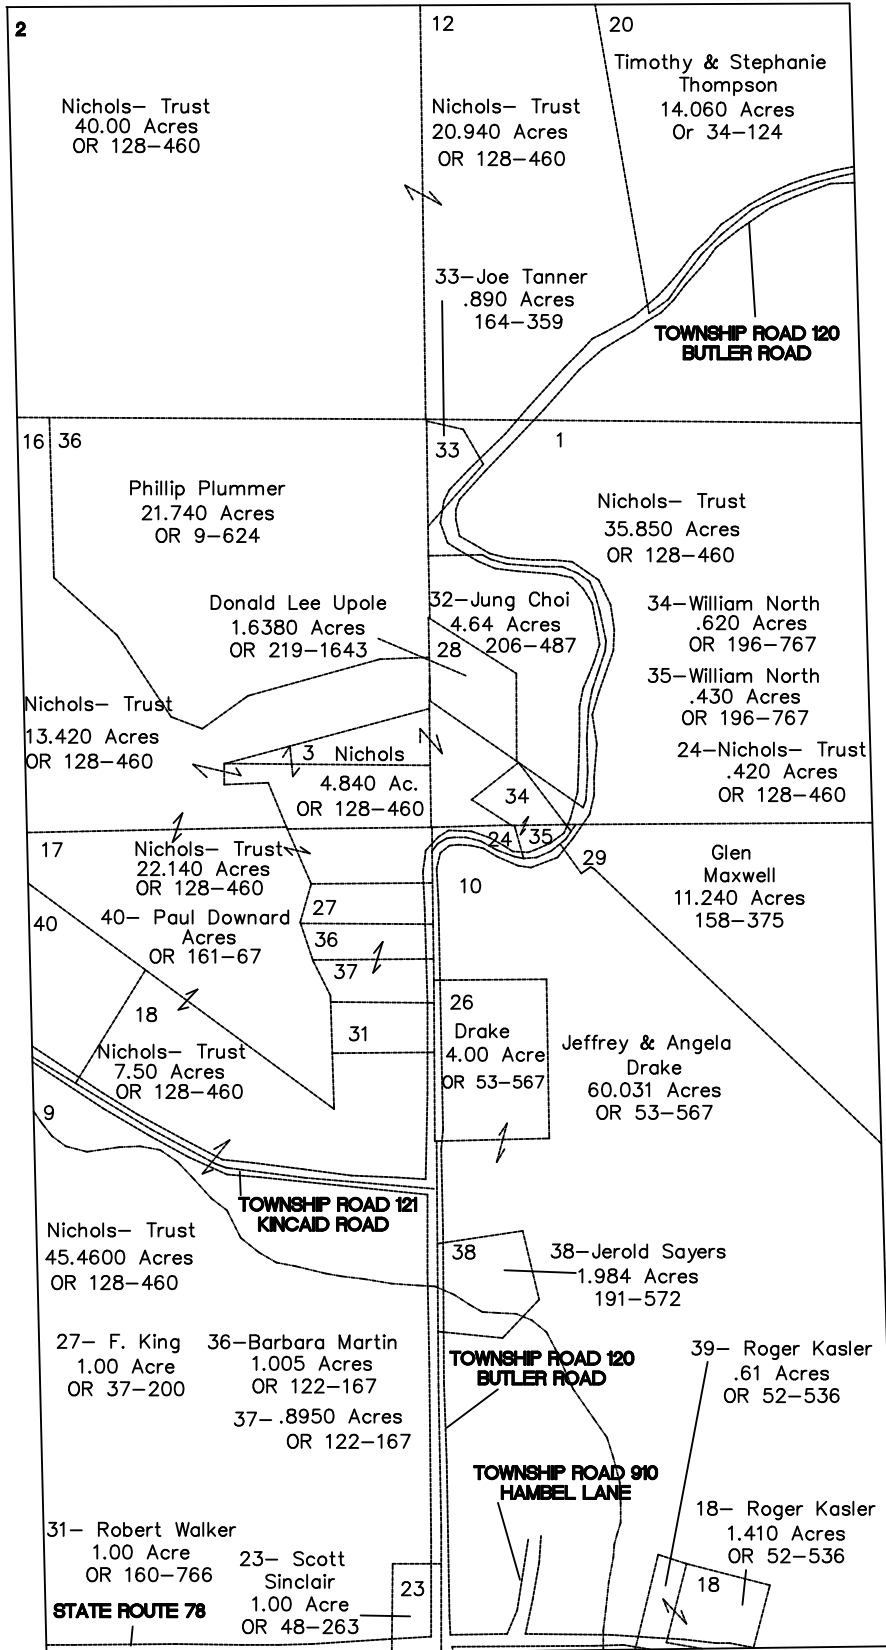 2
12
20
Timothy & Stephanie
Thompson
14.060 Acres
Or 34-124
Nichols- Trust
40.00 Acres
OR 128-460
Nichols- Trust
20.940 Acres
OR 128-460
33-Joe Tanner
.890 Acres
164-359
TOWNSHIP ROAD 120
BUTLER ROAD
16
36
33
1
Phillip Plummer
21.740 Acres
OR 9-624
Nichols- Trust
35.850 Acres
OR 128-460
Donald Lee Upole
1.6380 Acres
OR 219-1643
32-Jung Choi
4.64 Acres
206-487
28
34-William North
.620 Acres
OR 196-767
35-William North
.430 Acres
OR 196-767
24-Nichols- Trust
.420 Acres
OR 128-460
Nichols- Trust
13.420 Acres
OR 128-460
3 Nichols
4.840 Ac.
OR 128-460
34
24
35
29
17
Nichols- Trust
22.140 Acres
OR 128-460
10
Glen
Maxwell
11.240 Acres
158-375
27
40
40- Paul Downard
Acres
OR 161-67
36
37
18
31
26
Drake
4.00 Acre
OR 53-567
Jeffrey & Angela
Drake
60.031 Acres
OR 53-567
Nichols- Trust
7.50 Acres
OR 128-460
9
TOWNSHIP ROAD 121
KINCAID ROAD
Nichols- Trust
45.4600 Acres
OR 128-460
38
38-Jerold Sayers
1.984 Acres
191-572
27- F. King
1.00 Acre
OR 37-200
36-Barbara Martin
1.005 Acres
OR 122-167
37- .8950 Acres
OR 122-167
TOWNSHIP ROAD 120
BUTLER ROAD
39- Roger Kasler
.61 Acres
OR 52-536
TOWNSHIP ROAD 910
HAMBEL LANE
31- Robert Walker
1.00 Acre
OR 160-766
23- Scott
Sinclair
1.00 Acre
OR 48-263
23
18- Roger Kasler
1.410 Acres
OR 52-536
18
STATE ROUTE 78